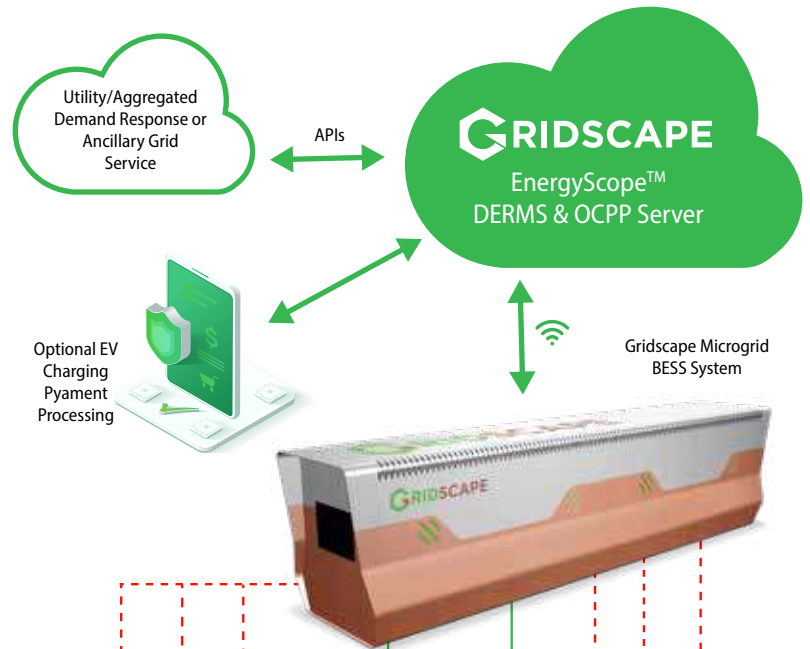 Utility/Aggregated
Demand Response or
Ancillary Grid
Service
APIs
GRIDSCAPE
EnergyScope™
DERMS & OCPP Server
Optional EV
Charging
Pyament
Processing
Gridscape Microgrid
BESS System
GRIDSCAPE